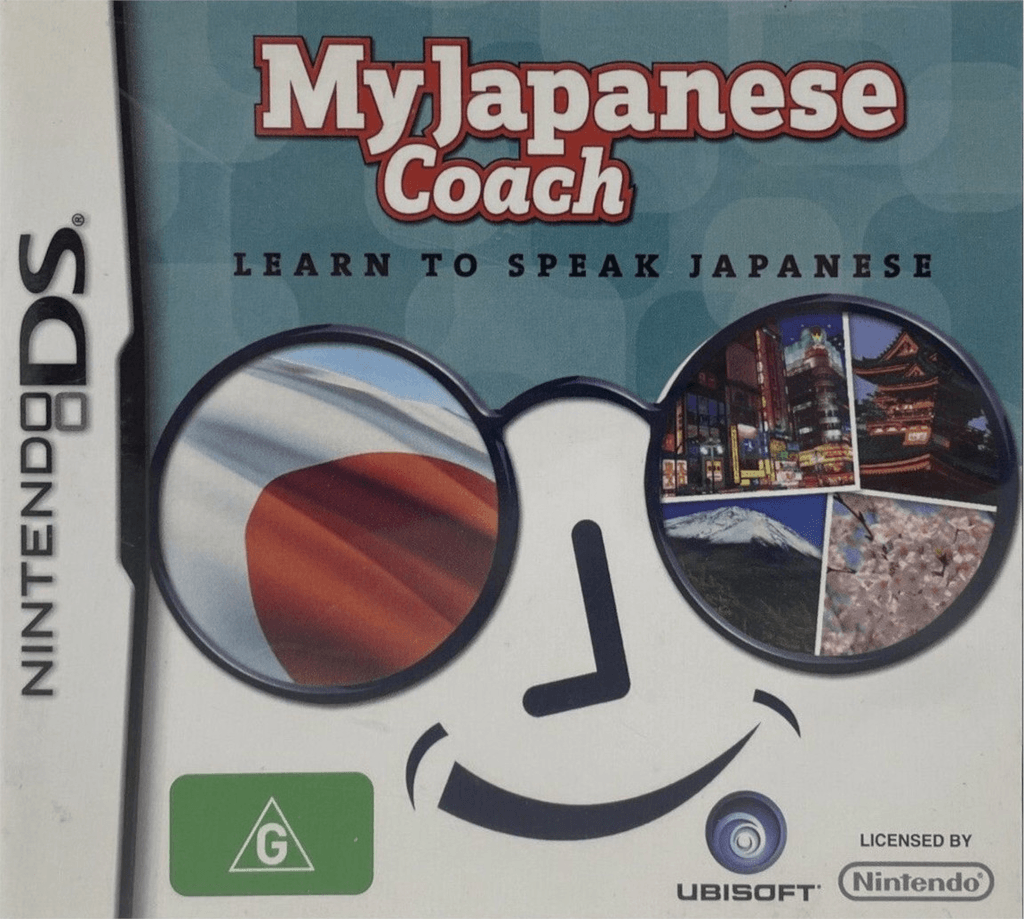 NINTENDO DS®
My Japanese
Coach
LEARN TO SPEAK JAPANESE
G
UBISOFT
LICENSED BY
Nintendo®